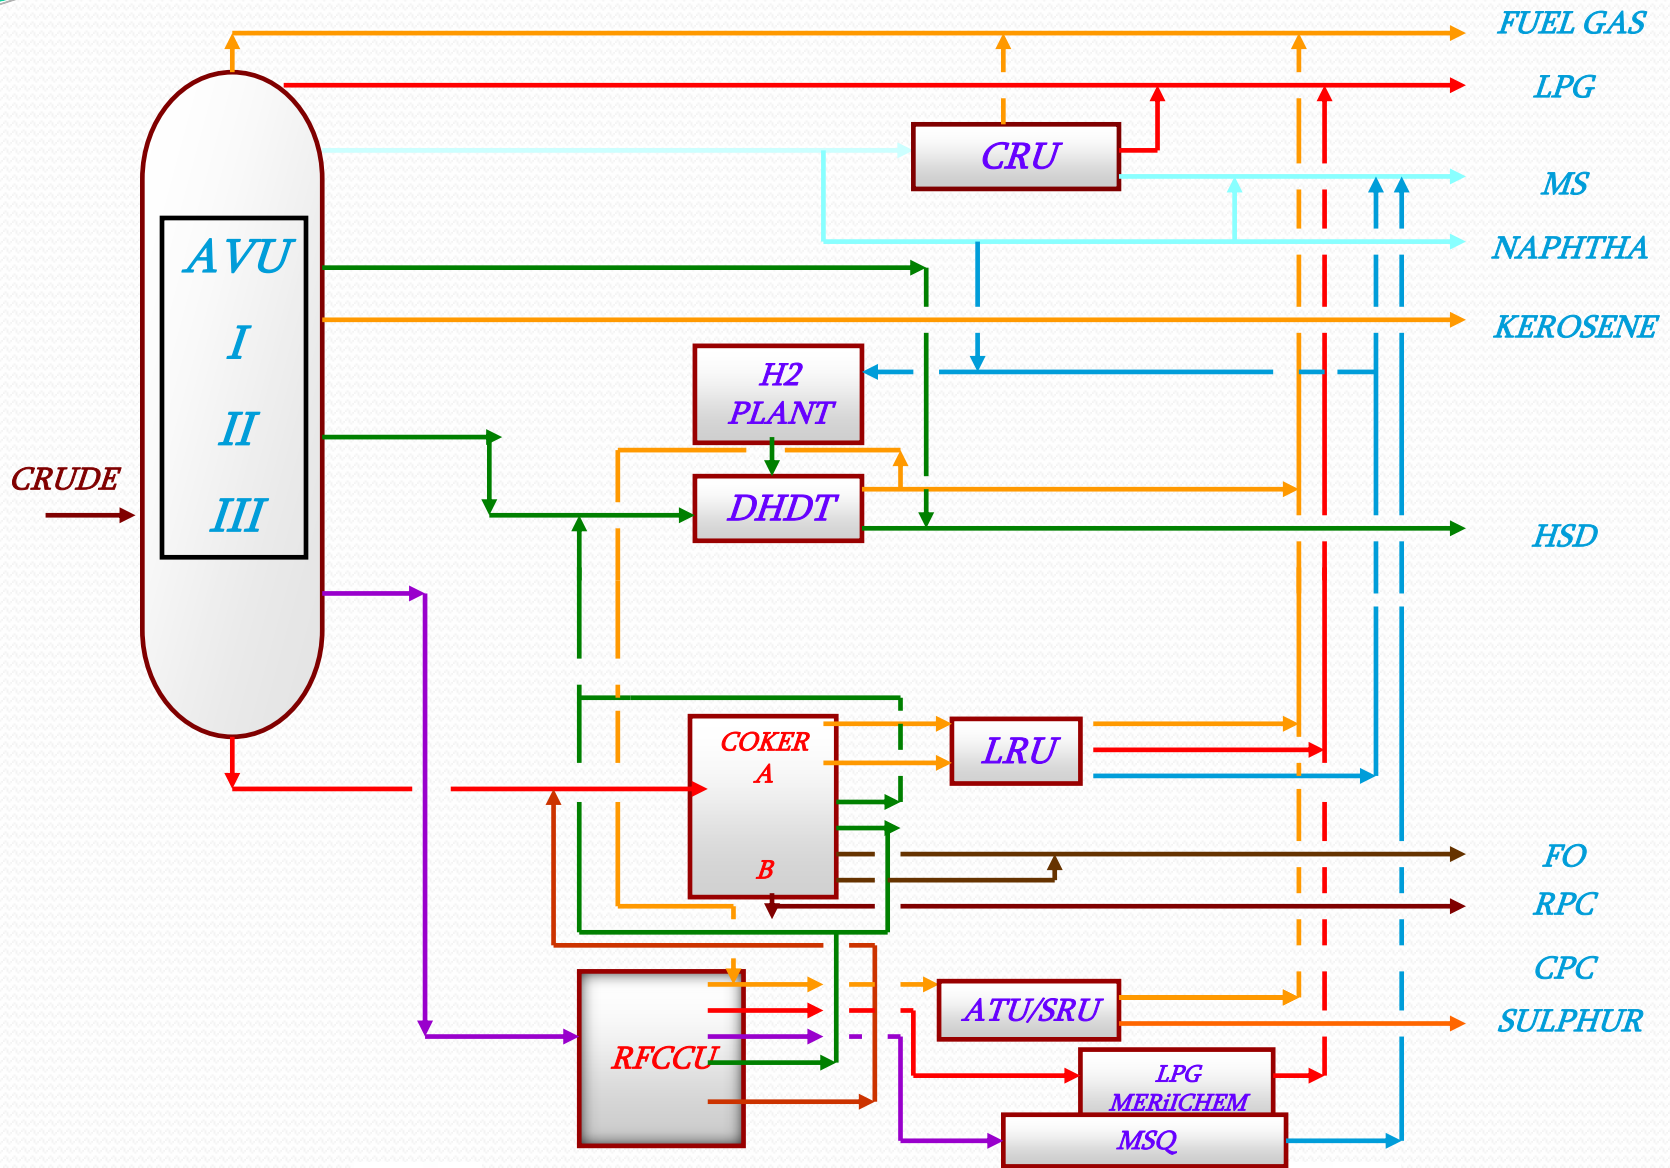 FUEL GAS
LPG
CRU
MS
NAPHTHA
AVU
I
II
III
KEROSENE
H2
PLANT
CRUDE
DHDT
HSD
COKER
A
B
LRU
FO
RPC
CPC
ATU/SRU
SULPHUR
RFCCU
LPG
MERiICHEM
MSQ